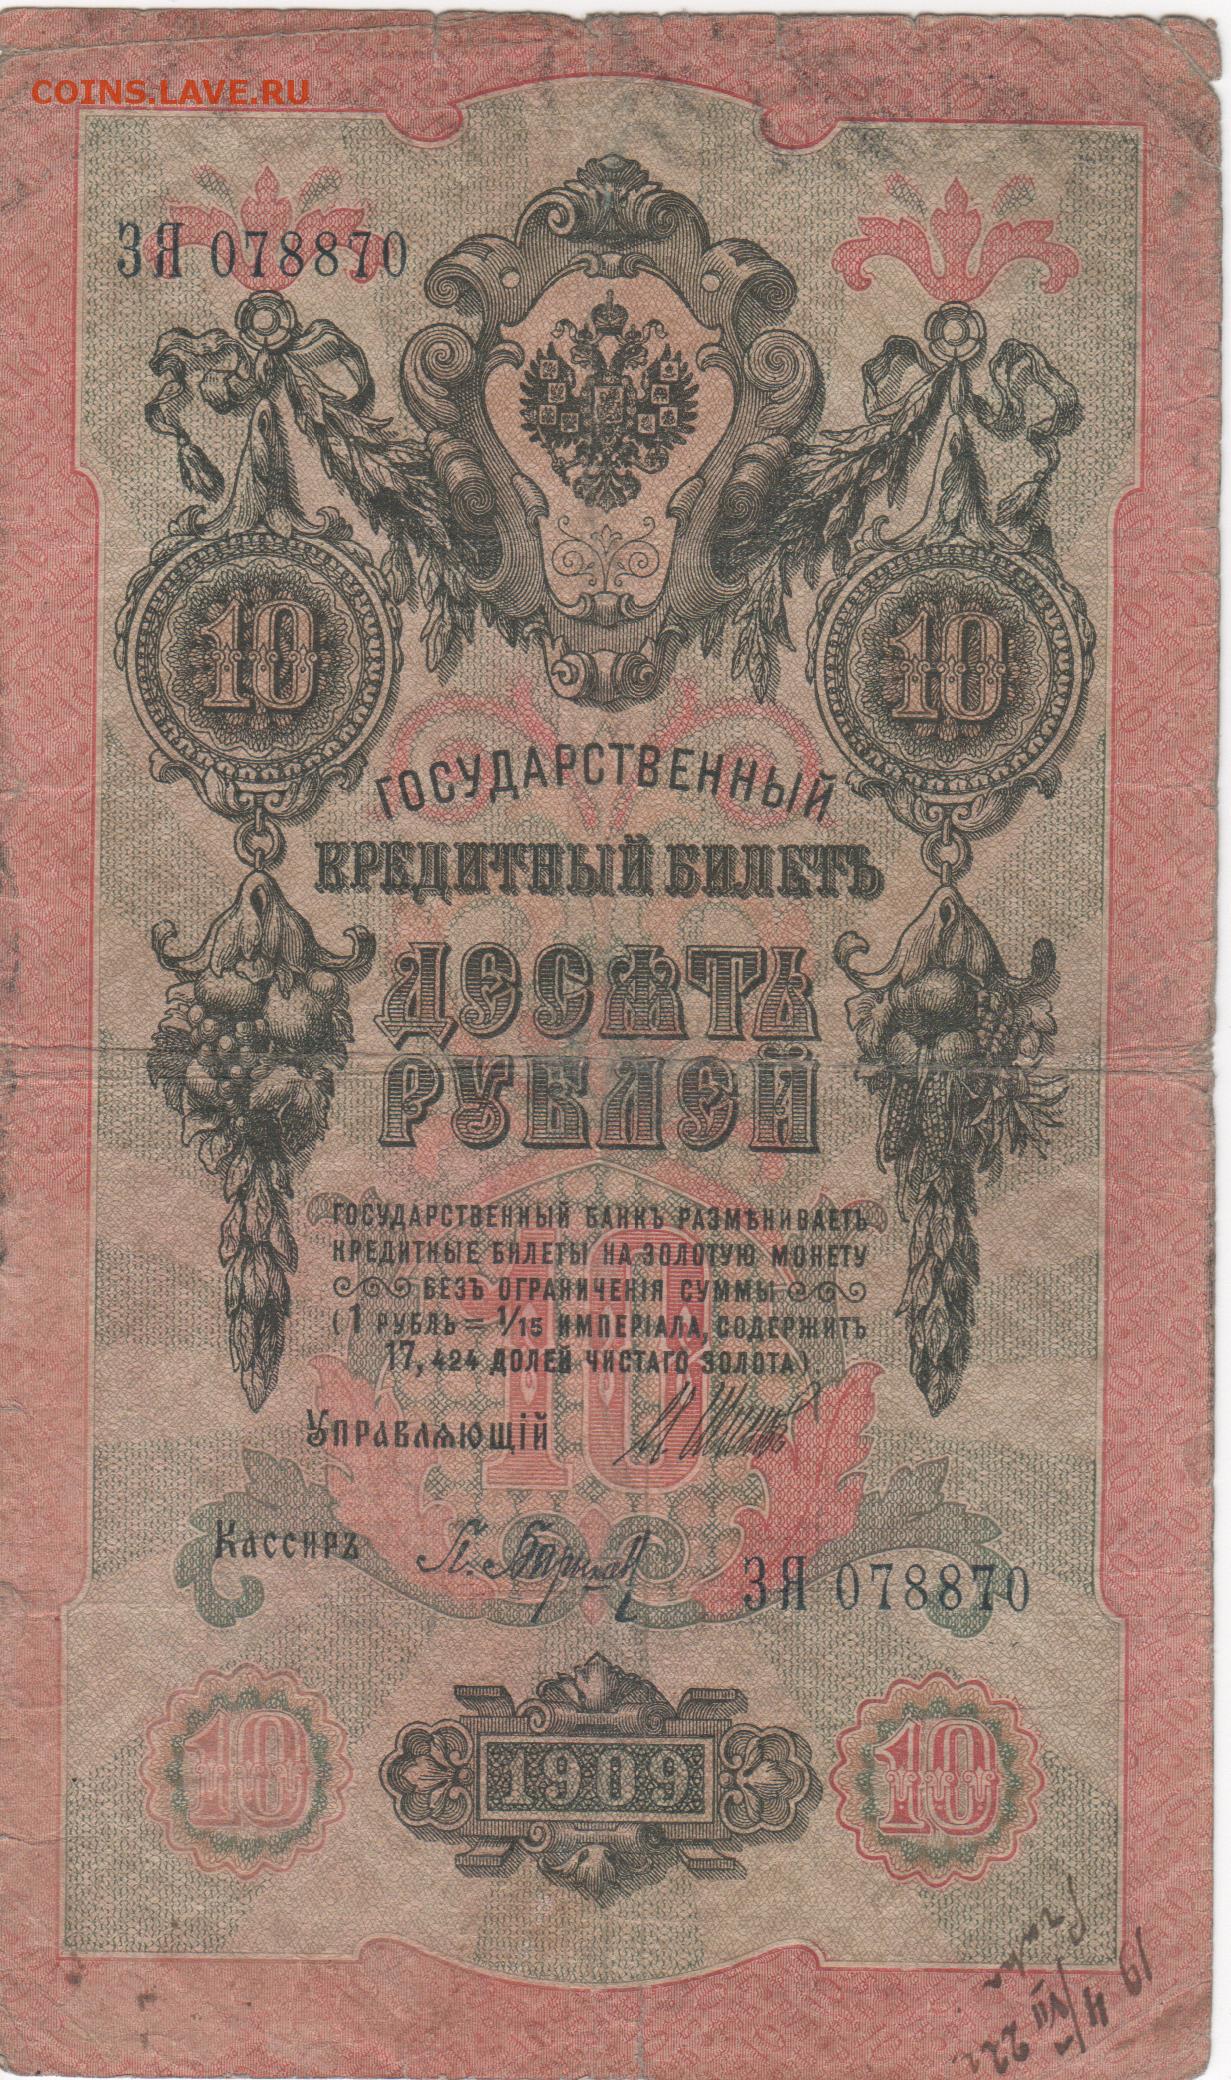 COINS.LAVE.RU
ЗЯ 078870
10 10
ГОСУДАРСТВЕННЫЙ
КРЕДИТНЫЙ БИЛЕТЪ
ДЕСЯТЬ
РУБЛЕЙ
ГОСУДАРСТВЕННЫЙ БАНКЪ РАЗМѢНИВАЕТЪ
КРЕДИТНЫЕ БИЛЕТЫ НА ЗОЛОТУЮ МОНЕТУ
БЕЗЪ ОГРАНИЧЕНІЯ СУММЫ
(1 РУБЛЬ = 1/15 ИМПЕРІАЛА, СОДЕРЖИТЪ
17,424 ДОЛЕЙ ЧИСТАГО ЗОЛОТА).
10
УПРАВЛЯЮЩІЙ
КАССИРЪ
ЗЯ 078870
10 1909 10